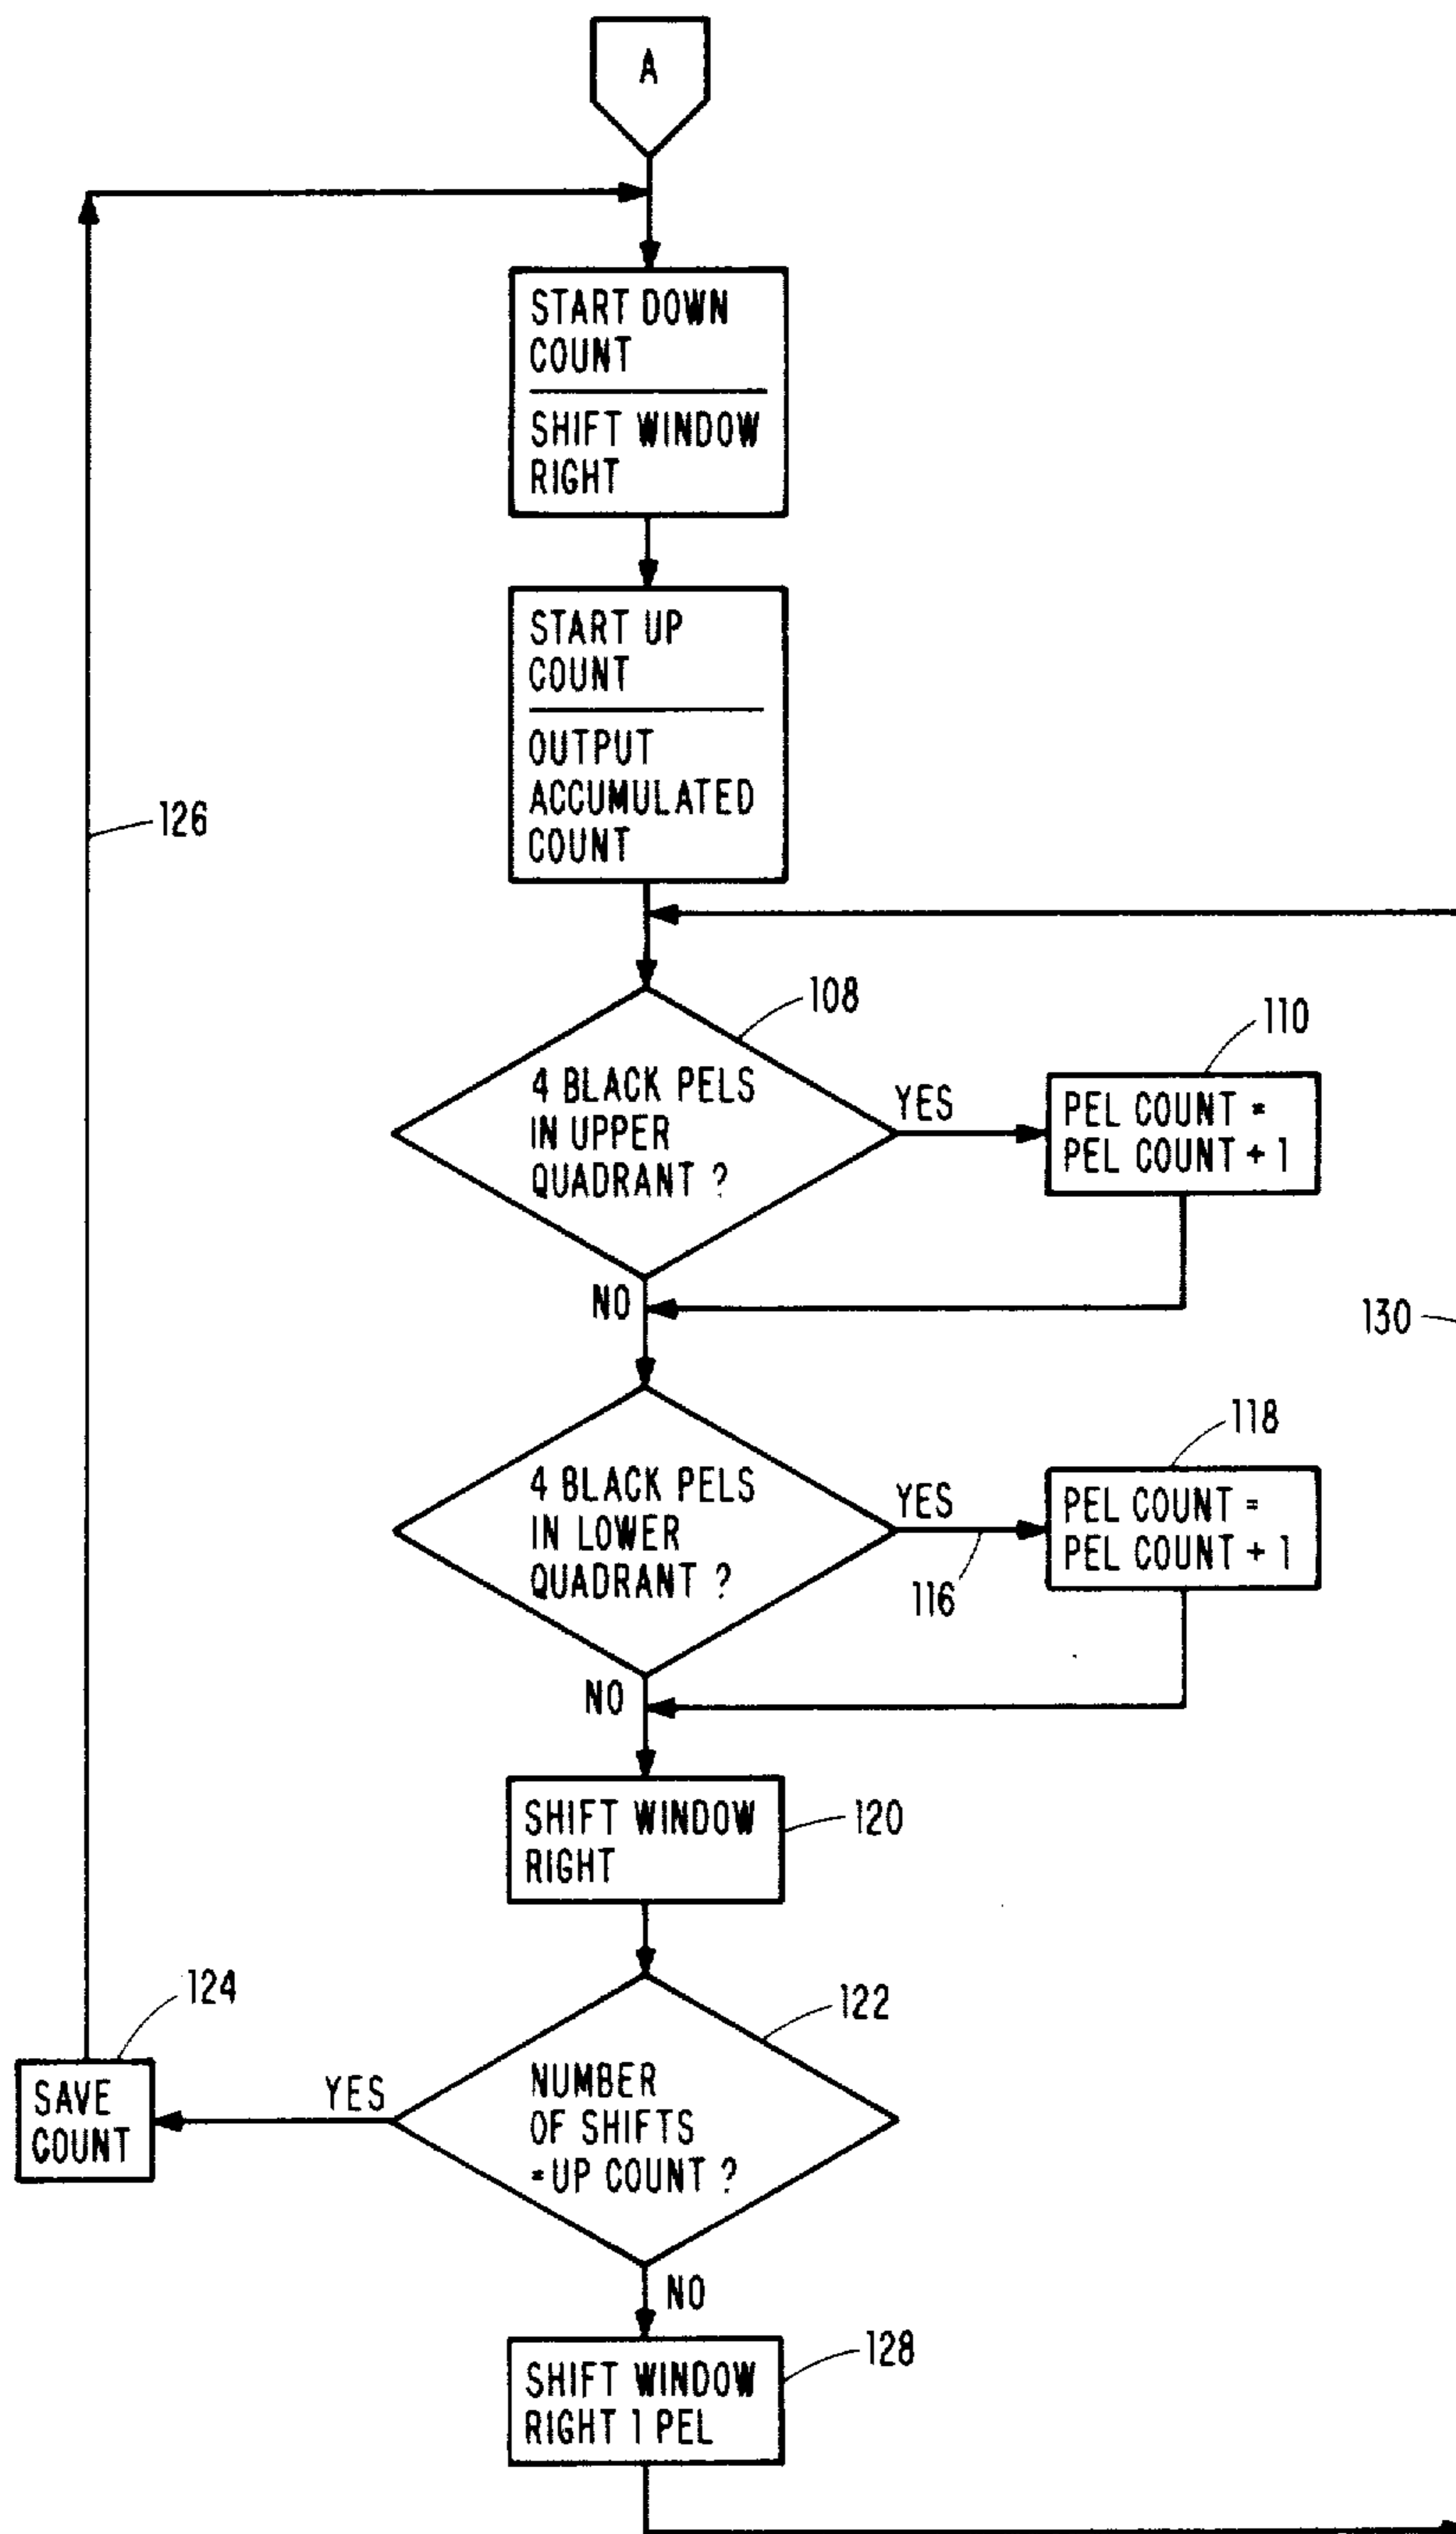 A
START DOWN
COUNT
SHIFT WINDOW
RIGHT
START UP
COUNT
OUTPUT
ACCUMULATED
COUNT
126
108
4 BLACK PELS
IN UPPER
QUADRANT ?
YES
110
PEL COUNT =
PEL COUNT + 1
NO
130
4 BLACK PELS
IN LOWER
QUADRANT ?
YES
116
118
PEL COUNT =
PEL COUNT + 1
NO
SHIFT WINDOW
RIGHT
120
122
NUMBER
OF SHIFTS
= UP COUNT ?
YES
124
SAVE
COUNT
NO
SHIFT WINDOW
RIGHT 1 PEL
128